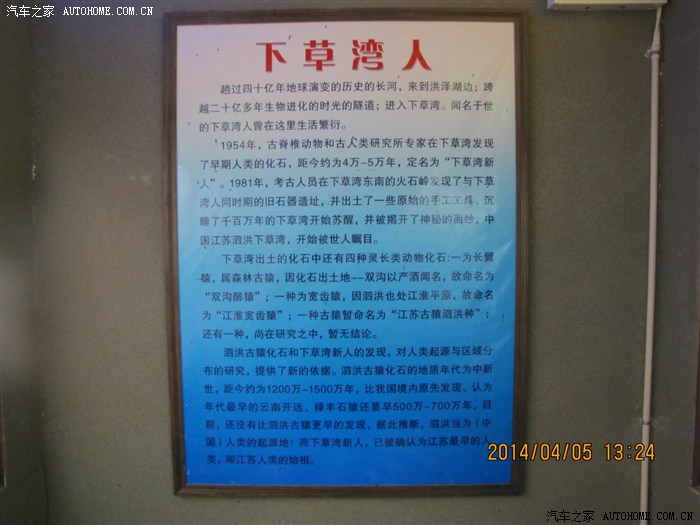 汽车之家 AUTOHOME.COM.CN
汽车之家 AUTOHOME.COM.CN
下草湾人
趟过四十亿年地球演变的历史的长河，来到洪泽湖边；跨
越二十亿多年生物进化的时光的隧道；进入下草湾。闻名于世
的下草湾人曾在这里生活繁衍。
1954年，古脊椎动物和古人类研究所专家在下草湾发现
了早期人类的化石，距今约为4万-5万年，定名为“下草湾新
人”。1981年，考古人员在下草湾东南的火石岭发现了与下草
湾人同时期的旧石器遗址，并出土了一些原始的手工工具。沉
睡了千百万年的下草湾开始苏醒，并被揭开了神秘的面纱，中
国江苏泗洪下草湾，开始被世人瞩目。
下草湾出土的化石中还有四种灵长类动物化石:一为长臂
猿，属森林古猿，因化石出土地--双沟以产酒闻名，故命名为
“双沟醉猿”；一种为宽齿猿，因泗洪也处江淮平原，故命名
为“江淮宽齿猿”；一种古猿暂命名为“江苏古猿泗洪种”；
还有一种，尚在研究之中，暂无结论。
泗洪古猿化石和下草湾新人的发现，对人类起源与区域分
布的研究，提供了新的依据。泗洪古猿化石的地质年代为中新
世，距今约为1200万-1500万年，比我国境内原先发现、认为
年代最早的云南开远、禄丰石猿还要早500万-700万年，目
前，还没有比泗洪古猿更早的发现，据此推断，泗洪当为(中
国)人类的起源地！而下草湾新人，已被确认为江苏最早的人
类，即江苏人类的始祖。
2014/04/05 13:24
汽车之家 AUTOHOME.COM.CN